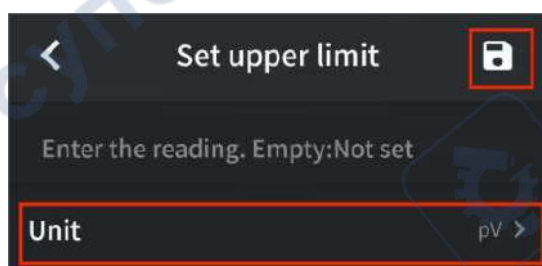 Set upper limit
Enter the reading. Empty:Not set
Unit pV >